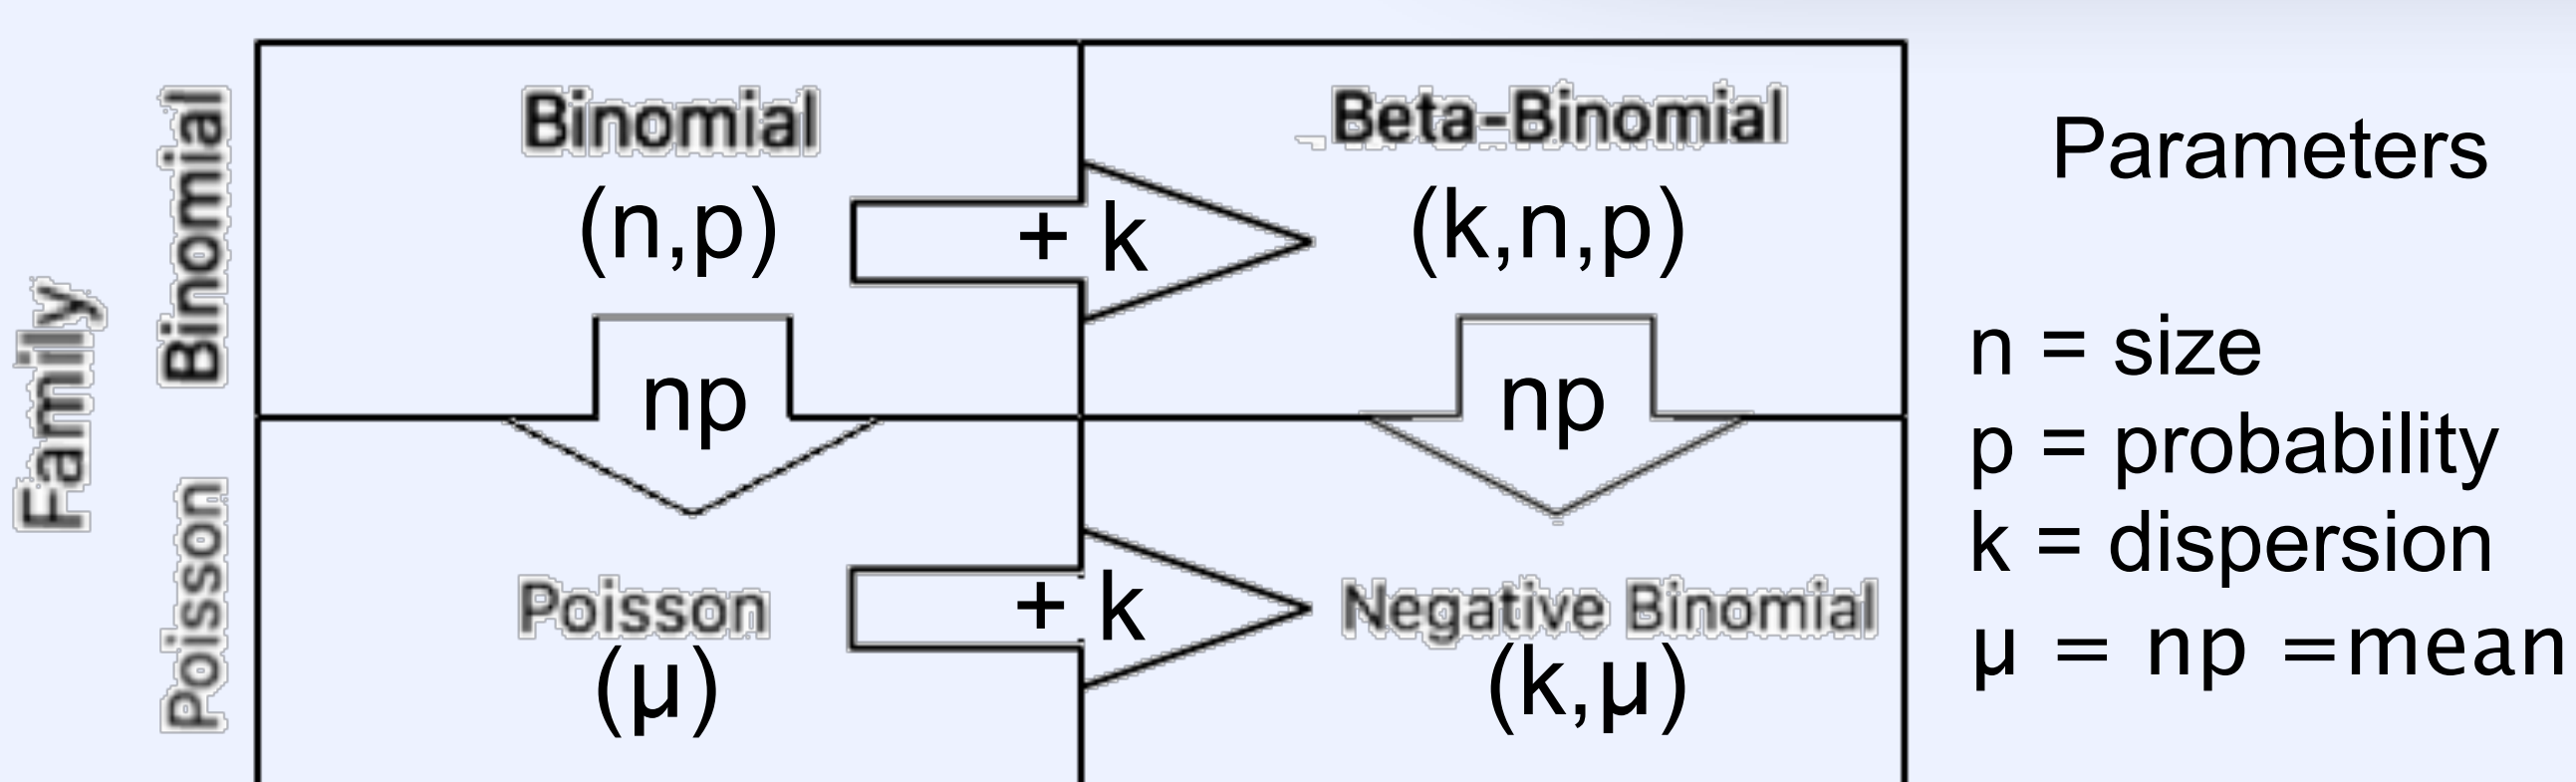 Family
Binomial
Poisson
Binomial
(n,p)
+ k
Beta-Binomial
(k,n,p)
np
np
Poisson
(μ)
+ k
Negative Binomial
(k,μ)
Parameters
n = size
p = probability
k = dispersion
μ = np =mean